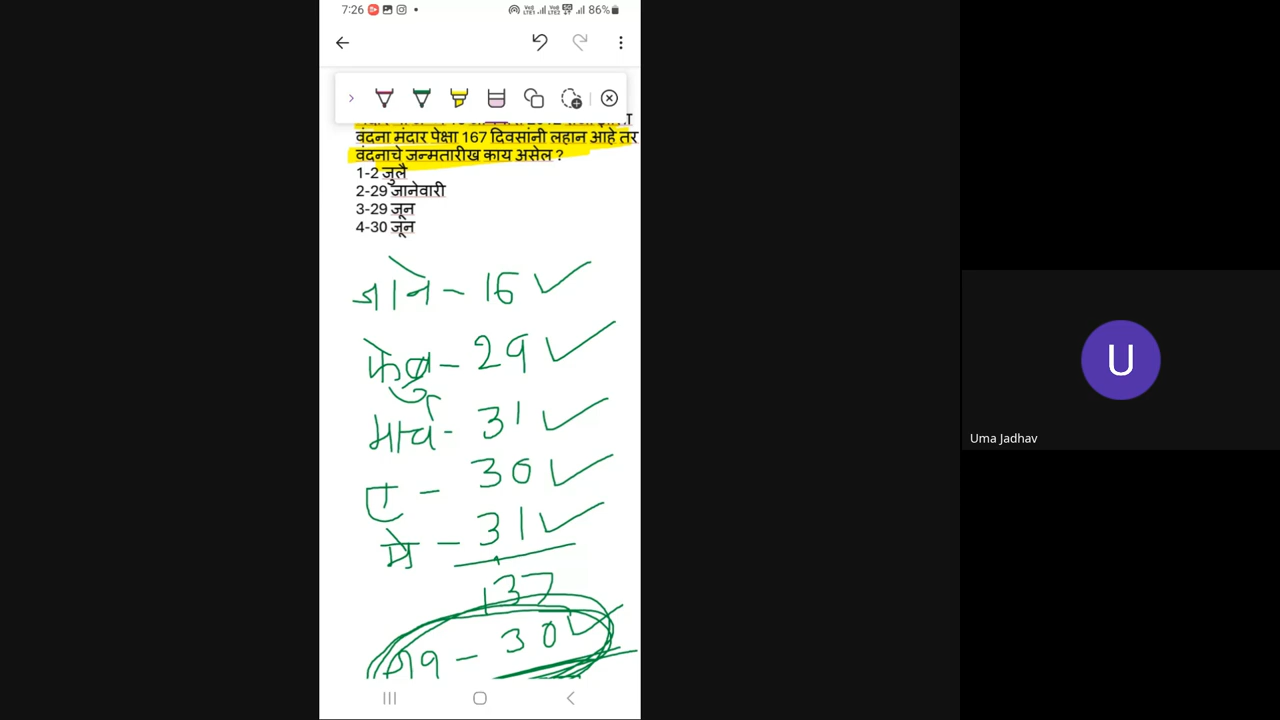 7:26
86%
वंदना मंदार पेक्षा 167 दिवसांनी लहान आहे तर
वंदनाचे जन्मतारीख काय असेल ?
1-2 जुलै
2-29 जानेवारी
3-29 जून
4-30 जून
जाने - 16
फेब्रु - 29
मार्च - 31
ए - 30
मे - 31
137
जून - 30
U
Uma Jadhav